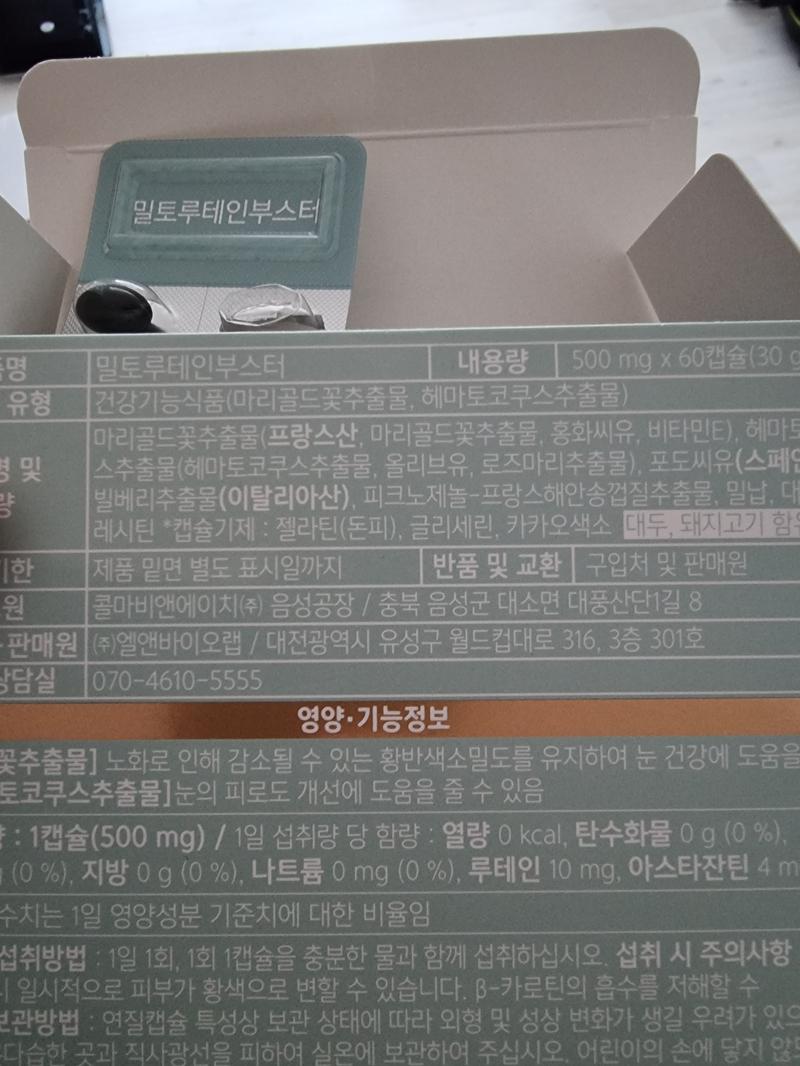 밀토루테인부스터
품명 밀토루테인부스터 내용량 500 mg x 60캡슐(30 g
유형 건강기능식품(마리골드꽃추출물, 헤마토코쿠스추출물)
마리골드꽃추출물(프랑스산, 마리골드꽃추출물, 홍화씨유, 비타민E), 헤마토
명 및 스추출물(헤마토코쿠스추출물, 올리브유, 로즈마리추출물), 포도씨유(스페인
량 빌베리추출물(이탈리아산), 피크노제놀-프랑스해안송껍질추출물, 밀납, 대
레시틴 *캡슐기제 : 젤라틴(돈피), 글리세린, 카카오색소 대두, 돼지고기 함유
기한 제품 밑면 별도 표시일까지 반품 및 교환 구입처 및 판매원
원 콜마비앤에이치㈜ 음성공장 / 충북 음성군 대소면 대풍산단1길 8
판매원 ㈜엘앤바이오랩 / 대전광역시 유성구 월드컵대로 316, 3층 301호
상담실 070-4610-5555
영양·기능정보
꽃추출물] 노화로 인해 감소될 수 있는 황반색소밀도를 유지하여 눈 건강에 도움을
토코쿠스추출물]눈의 피로도 개선에 도움을 줄 수 있음
: 1캡슐(500 mg) / 1일 섭취량 당 함량 : 열량 0 kcal, 탄수화물 0 g (0 %),
(0 %), 지방 0 g (0 %), 나트륨 0 mg (0 %), 루테인 10 mg, 아스타잔틴 4 m
수치는 1일 영양성분 기준치에 대한 비율임
섭취방법 : 1일 1회, 1회 1캡슐을 충분한 물과 함께 섭취하십시오. 섭취 시 주의사항
시 일시적으로 피부가 황색으로 변할 수 있습니다. β-카로틴의 흡수를 저해할 수
보관방법 : 연질캡슐 특성상 보관 상태에 따라 외형 및 성상 변화가 생길 우려가 있으
다습한 곳과 직사광선을 피하여 실온에 보관하여 주십시오. 어린이의 손에 닿지 않도